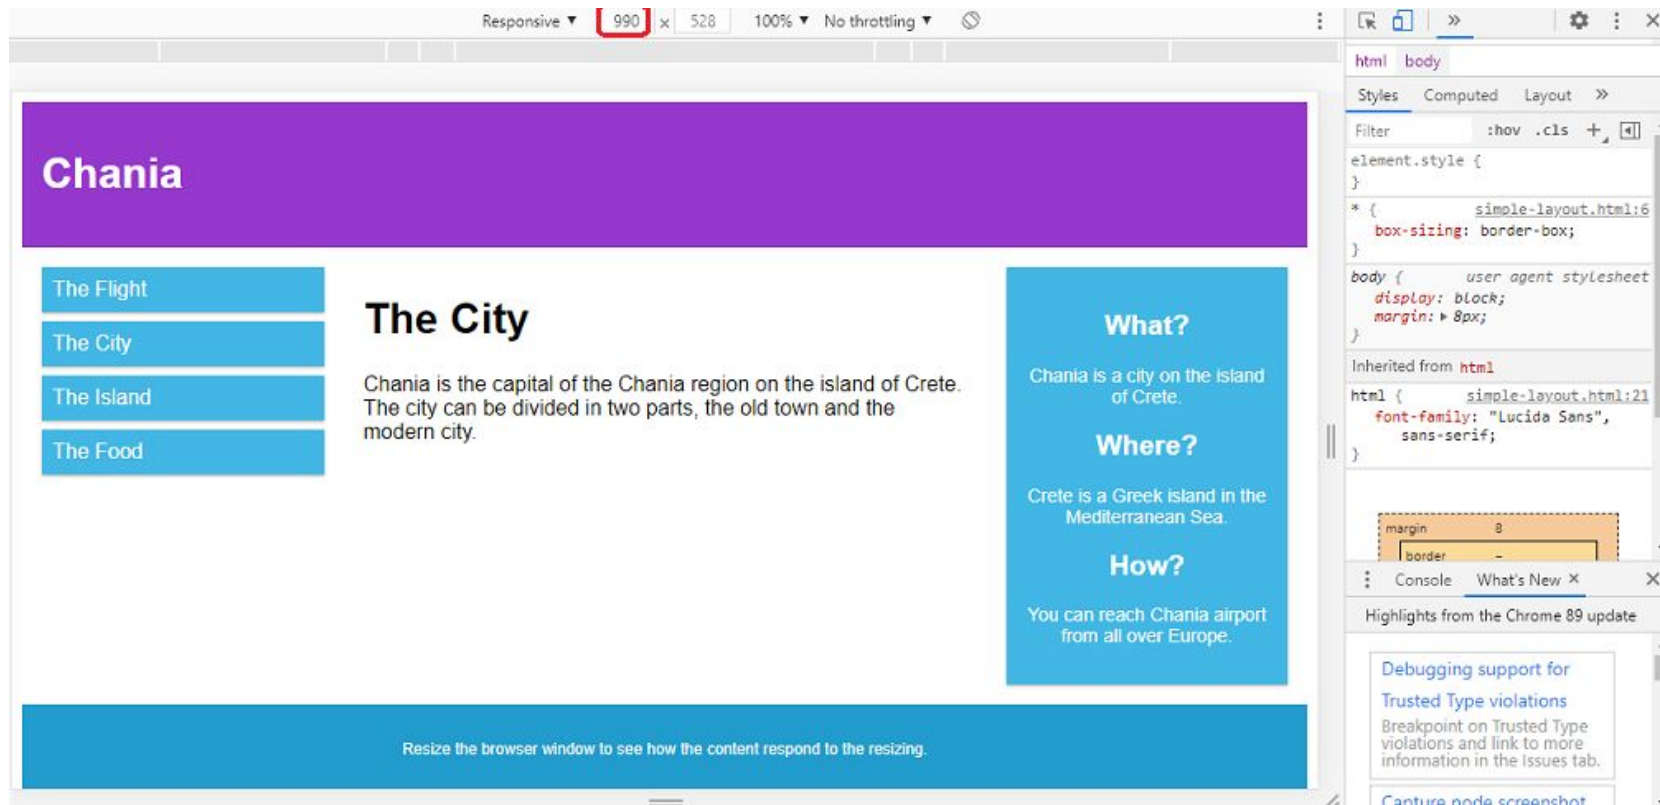 Responsive ▼ 990 × 528 100% ▼ No throttling ▼
Chania
The Flight
The City
The Island
The Food
The City
Chania is the capital of the Chania region on the island of Crete.
The city can be divided in two parts, the old town and the
modern city.
What?
Chania is a city on the island
of Crete.
Where?
Crete is a Greek island in the
Mediterranean Sea.
How?
You can reach Chania airport
from all over Europe.
Resize the browser window to see how the content respond to the resizing.
html body
Styles Computed Layout »
Filter :hov .cls +
element.style {
}
* { simple-layout.html:6
box-sizing: border-box;
}
body { user agent stylesheet
display: block;
margin: ▶ 8px;
}
Inherited from html
html { simple-layout.html:21
font-family: "Lucida Sans",
sans-serif;
}
margin 8
border –
Console What's New ×
Highlights from the Chrome 89 update
Debugging support for
Trusted Type violations
Breakpoint on Trusted Type
violations and link to more
information in the Issues tab.
Capture node screenshot